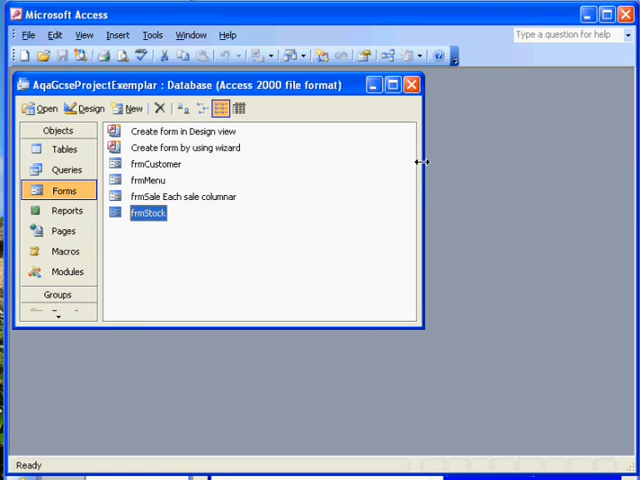 Microsoft Access
File Edit View Insert Tools Window Help
Type a question for help
AqaGcseProjectExemplar : Database (Access 2000 file format)
Open Design New
Objects
Tables
Queries
Forms
Reports
Pages
Macros
Modules
Groups
Create form in Design view
Create form by using wizard
frmCustomer
frmMenu
frmSale Each sale columnar
frmStock
Ready